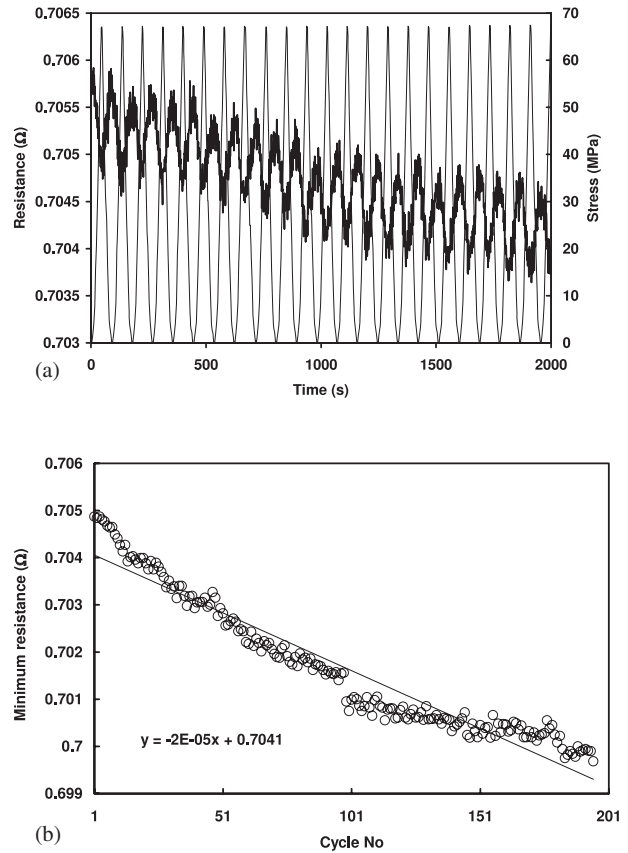 0.7065
0.706
0.7055
0.705
0.7045
0.704
0.7035
0.703
Resistance (Ω)
70
60
50
40
30
20
10
0
Stress (MPa)
0 500 1000 1500 2000
Time (s)
(a)
0.706
0.705
0.704
0.703
0.702
0.701
0.7
0.699
Minimum resistance (Ω)
y = -2E-05x + 0.7041
1 51 101 151 201
Cycle No
(b)